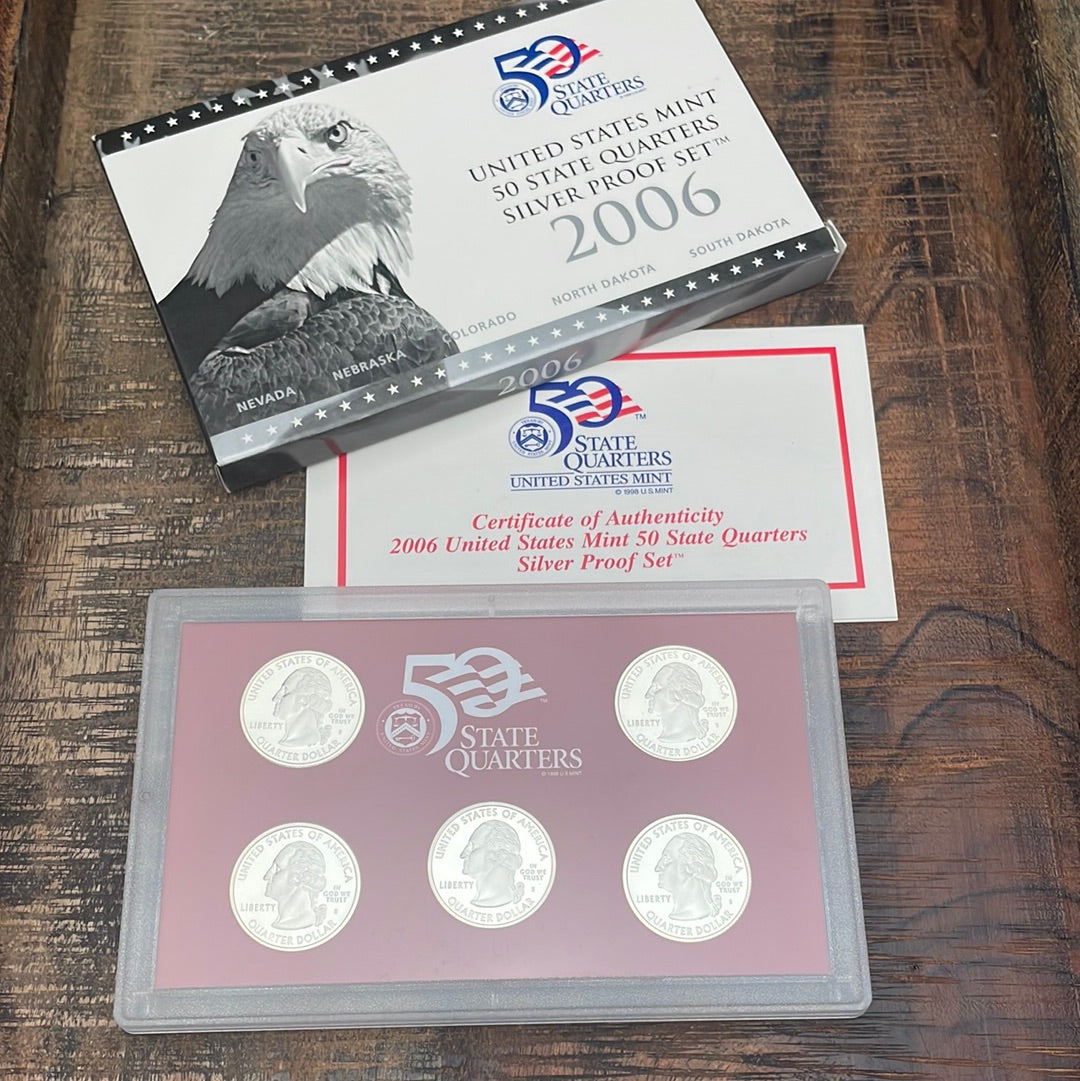 50
STATE
QUARTERS
UNITED STATES MINT
50 STATE QUARTERS
SILVER PROOF SET™
2006
NEVADA NEBRASKA COLORADO NORTH DAKOTA SOUTH DAKOTA
2006
50™
STATE
QUARTERS
UNITED STATES MINT
© 1998 U.S. MINT
Certificate of Authenticity
2006 United States Mint 50 State Quarters
Silver Proof Set™
UNITED STATES OF AMERICA
LIBERTY
IN
GOD WE
TRUST
S
QUARTER DOLLAR
50™
STATE
QUARTERS
© 1998 U.S. MINT
UNITED STATES OF AMERICA
LIBERTY
IN
GOD WE
TRUST
S
QUARTER DOLLAR
UNITED STATES OF AMERICA
LIBERTY
IN
GOD WE
TRUST
S
QUARTER DOLLAR
UNITED STATES OF AMERICA
LIBERTY
IN
GOD WE
TRUST
S
QUARTER DOLLAR
UNITED STATES OF AMERICA
LIBERTY
IN
GOD WE
TRUST
S
QUARTER DOLLAR